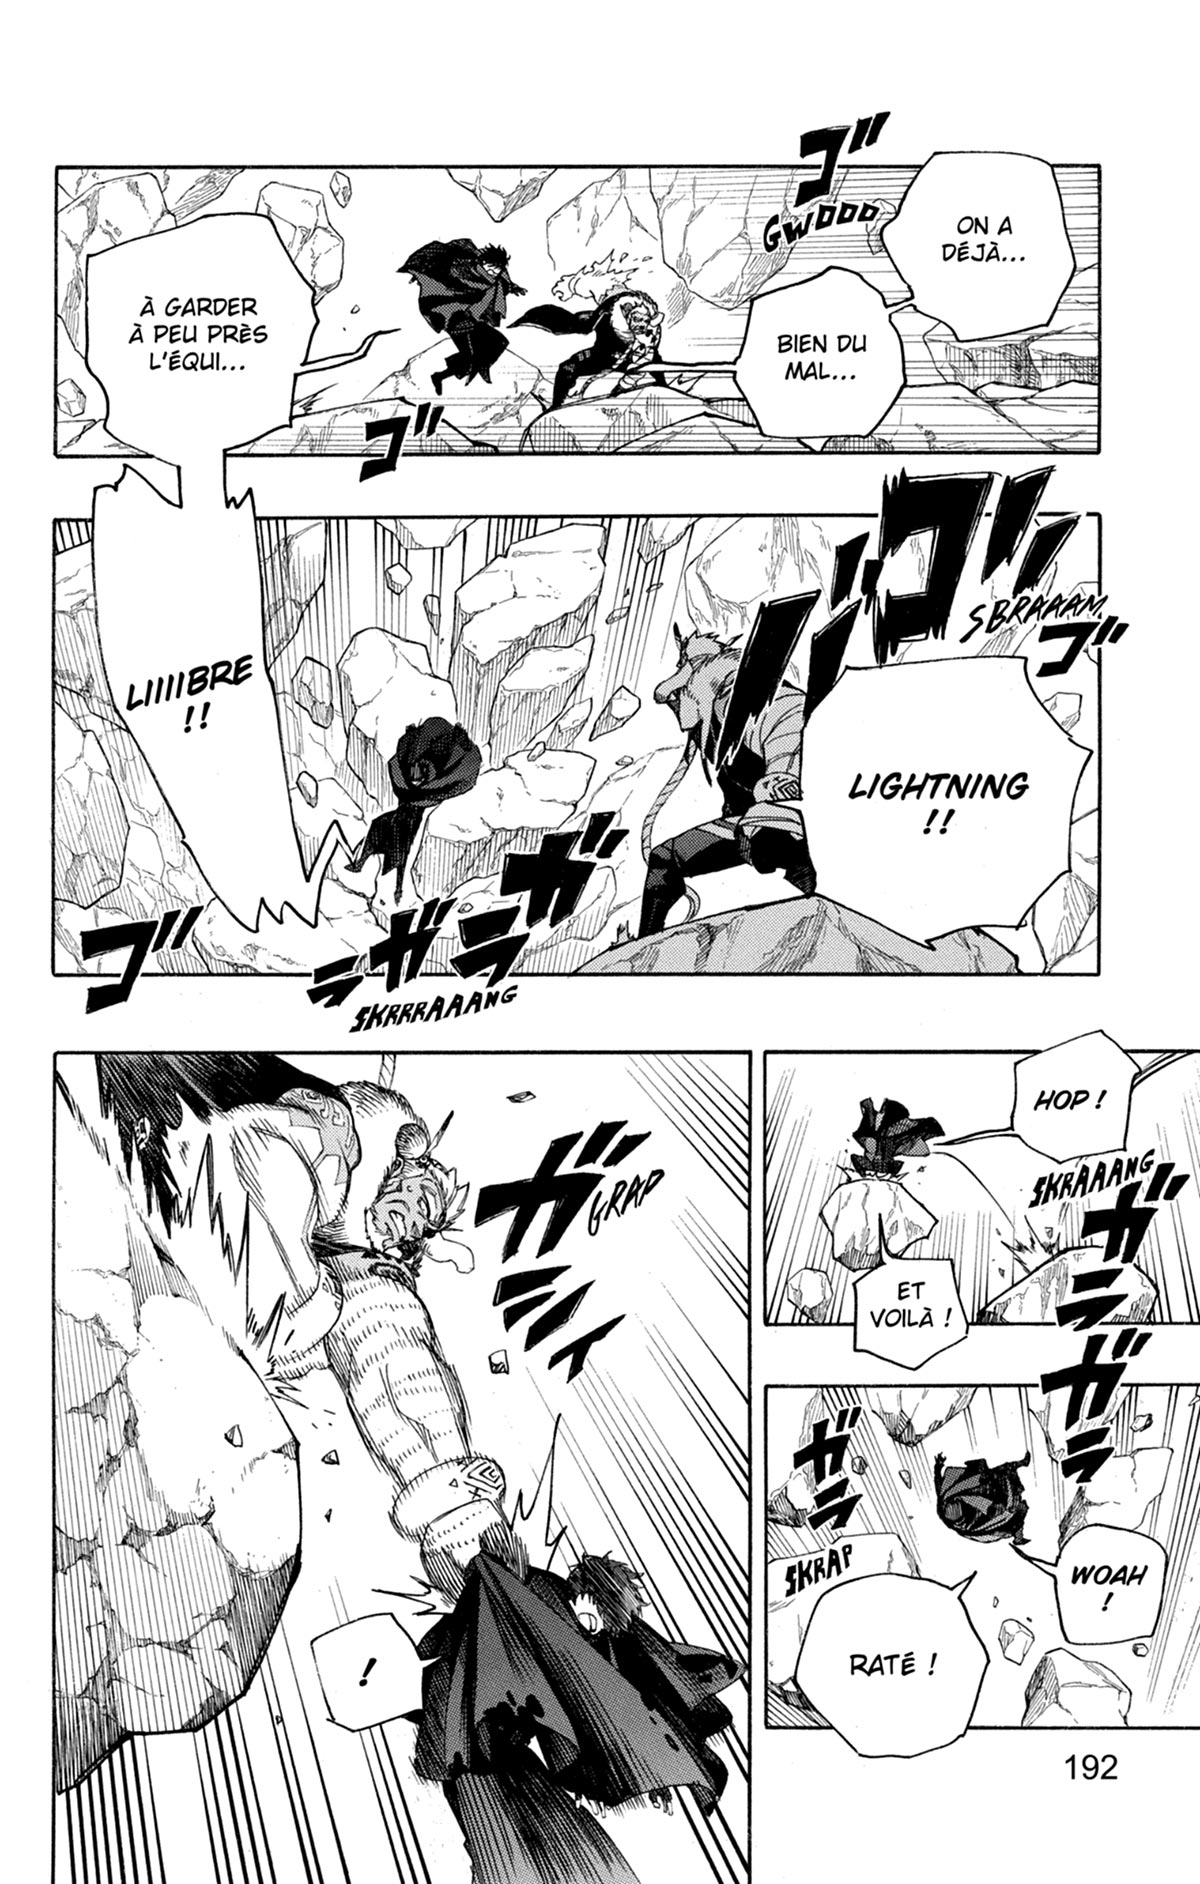 ゴ
GWOOO
ON A
DÉJÀ...
BIEN DU
MAL...
À GARDER
À PEU PRÈS
L'ÉQUI...
ゴ
LIIIIBRE
!!
SBRAAAM
ゴ
LIGHTNING
!!
ガラガラ
SKRRRAAANG
ゴ
HOP !
SKRAAANG
ガラ
ET
VOILÀ !
ガラ
ガラ
SKRAP
WOAH
!
RATÉ !
ガシィ
GRAP
!
192